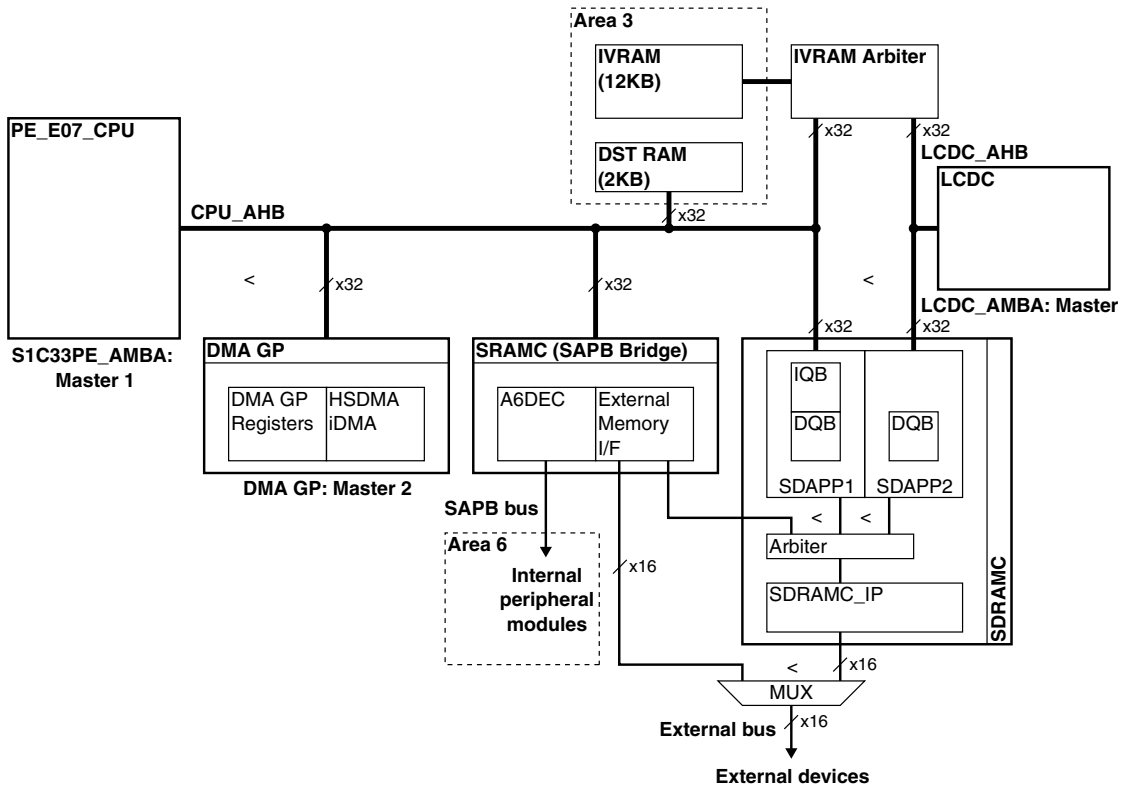 Area 3
IVRAM
(12KB)
IVRAM Arbiter
PE_E07_CPU
x32
x32
DST RAM
(2KB)
LCDC_AHB
LCDC
CPU_AHB
x32
<
x32
x32
<
LCDC_AMBA: Master
x32
x32
S1C33PE_AMBA:
Master 1
DMA GP
SRAMC (SAPB Bridge)
DMA GP
Registers
HSDMA
iDMA
A6DEC
External
Memory
I/F
IQB
DQB
DQB
SDAPP1
SDAPP2
DMA GP: Master 2
SAPB bus
<
<
Area 6
Arbiter
Internal
peripheral
modules
x16
SDRAMC_IP
SDRAMC
<
x16
MUX
External bus
x16
External devices